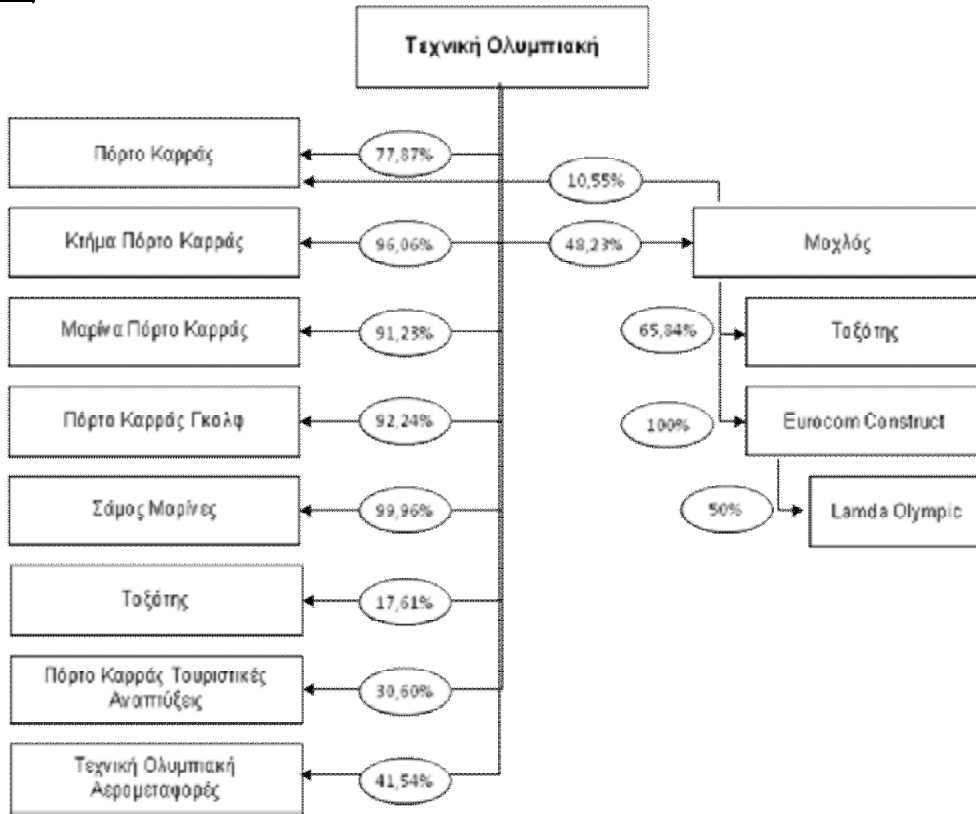 Τεχνική Ολυμπιακή
Πόρτο Καρράς
77,87%
10,55%
Κτήμα Πόρτο Καρράς
96,06%
48,23%
Μοχλός
Μαρίνα Πόρτο Καρράς
91,23%
65,84%
Τοξότης
Πόρτο Καρράς Γκολφ
92,24%
100%
Eurocom Construct
Σάμος Μαρίνες
99,96%
50%
Lamda Olympic
Τοξότης
17,61%
Πόρτο Καρράς Τουριστικές
Αναπτύξεις
30,60%
Τεχνική Ολυμπιακή
Αερομεταφορές
41,54%